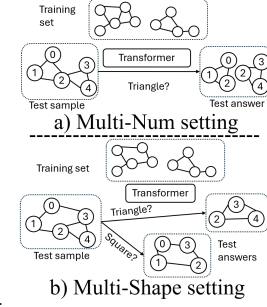 Training
set
Transformer
0
1
2
3
4
Triangle?
0
1
2
2
3
4
Test sample
Test answer
a) Multi-Num setting
Training set
Transformer
0
1
2
3
4
Triangle?
Square?
3
2
4
0
3
1
2
Test
answers
Test sample
b) Multi-Shape setting